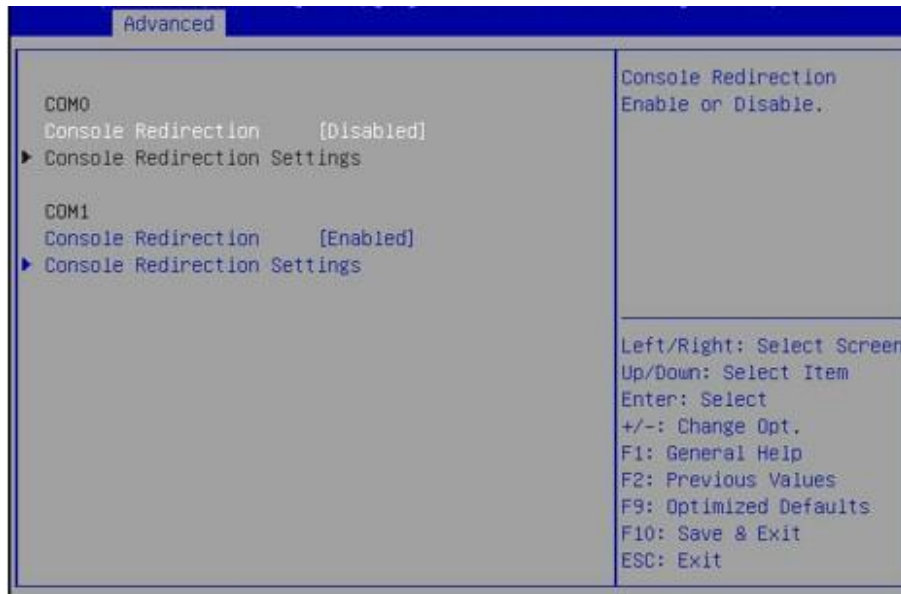 Advanced
COM0
Console Redirection [Disabled]
Console Redirection Settings
COM1
Console Redirection [Enabled]
Console Redirection Settings
Console Redirection
Enable or Disable.
Left/Right: Select Screen
Up/Down: Select Item
Enter: Select
+/-: Change Opt.
F1: General Help
F2: Previous Values
F9: Optimized Defaults
F10: Save & Exit
ESC: Exit